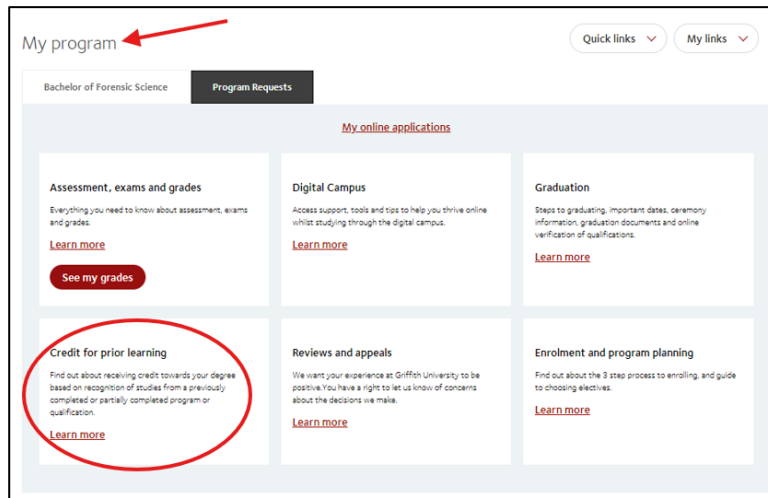 My program
Quick links
My links
Bachelor of Forensic Science
Program Requests
My online applications
Assessment, exams and grades
Everything you need to know about assessment, exams
and grades.
Learn more
See my grades
Digital Campus
Access support, tools and tips to help you thrive online
whilst studying through the digital campus.
Learn more
Graduation
Steps to graduating, important dates, ceremony
information, graduation documents and online
verification of qualifications.
Learn more
Credit for prior learning
Find out about receiving credit towards your degree
based on recognition of studies from a previously
completed or partially completed program or
qualification.
Learn more
Reviews and appeals
We want your experience at Griffith University to be
positive.You have a right to let us know of concerns
about the decisions we make.
Learn more
Enrolment and program planning
Find out about the 3 step process to enrolling, and guide
to choosing electives.
Learn more